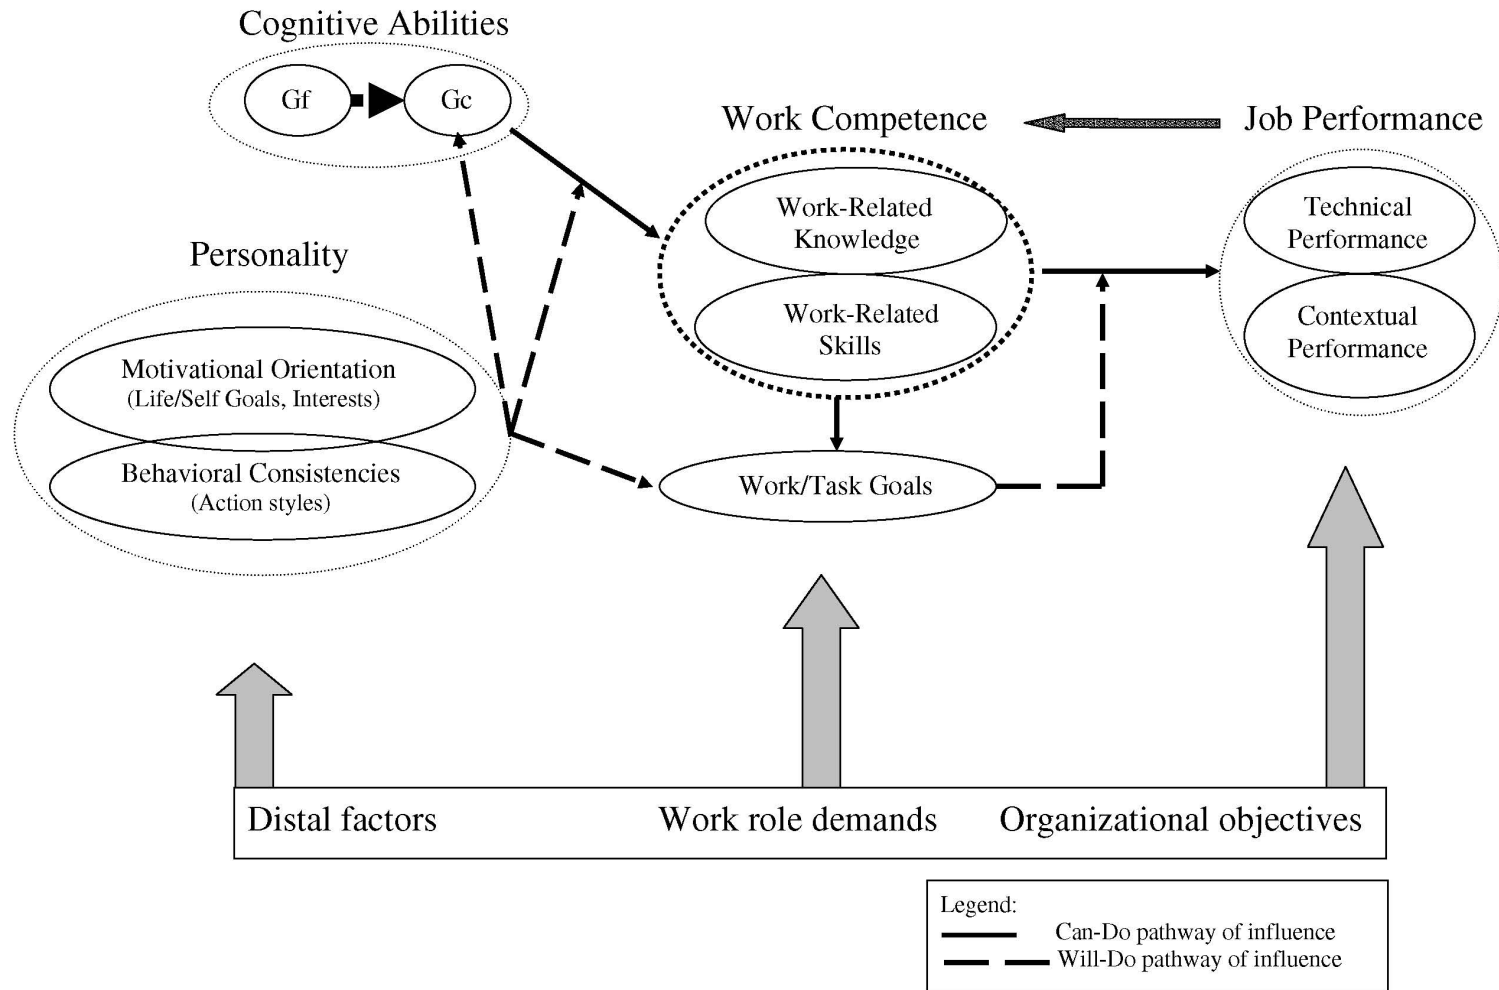 Cognitive Abilities
Gf
Gc
Work Competence
Job Performance
Work-Related
Knowledge
Technical
Performance
Personality
Work-Related
Skills
Contextual
Performance
Motivational Orientation
(Life/Self Goals, Interests)
Behavioral Consistencies
(Action styles)
Work/Task Goals
Distal factors
Work role demands
Organizational objectives
Legend:
Can-Do pathway of influence
Will-Do pathway of influence